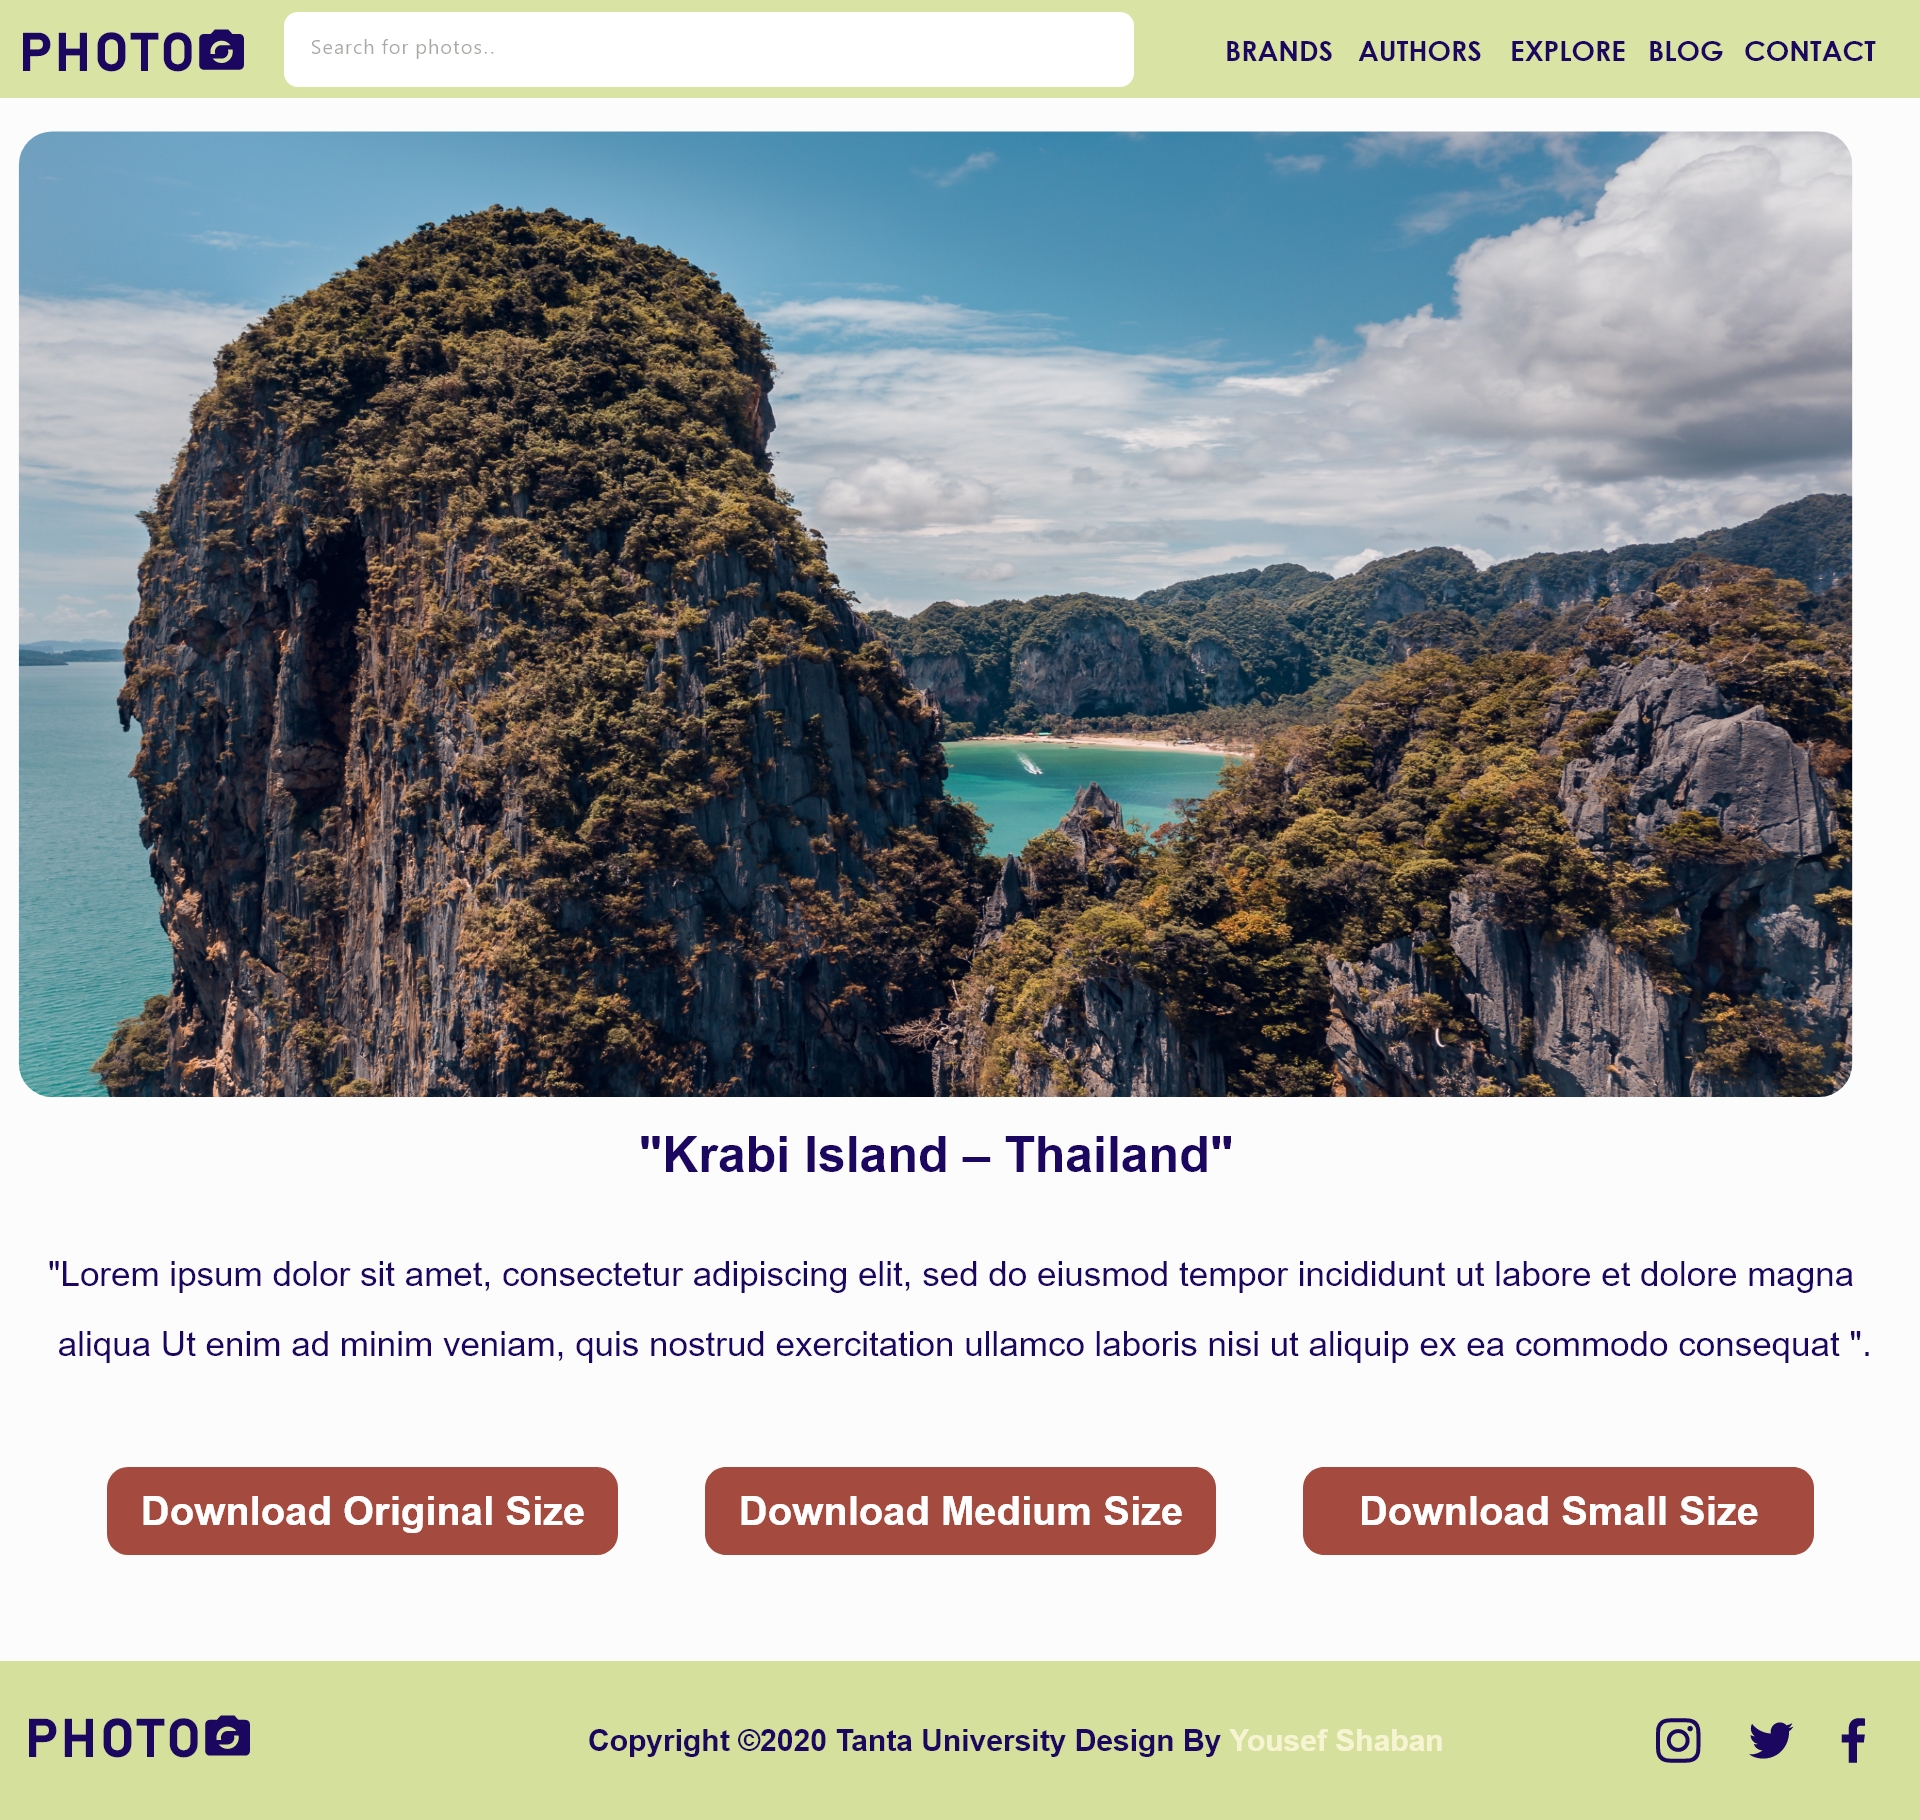 PHOTO
Search for photos..
BRANDS AUTHORS EXPLORE BLOG CONTACT
"Krabi Island – Thailand"
"Lorem ipsum dolor sit amet, consectetur adipiscing elit, sed do eiusmod tempor incididunt ut labore et dolore magna
aliqua Ut enim ad minim veniam, quis nostrud exercitation ullamco laboris nisi ut aliquip ex ea commodo consequat ".
Download Original Size
Download Medium Size
Download Small Size
PHOTO
Copyright ©2020 Tanta University Design By Yousef Shaban